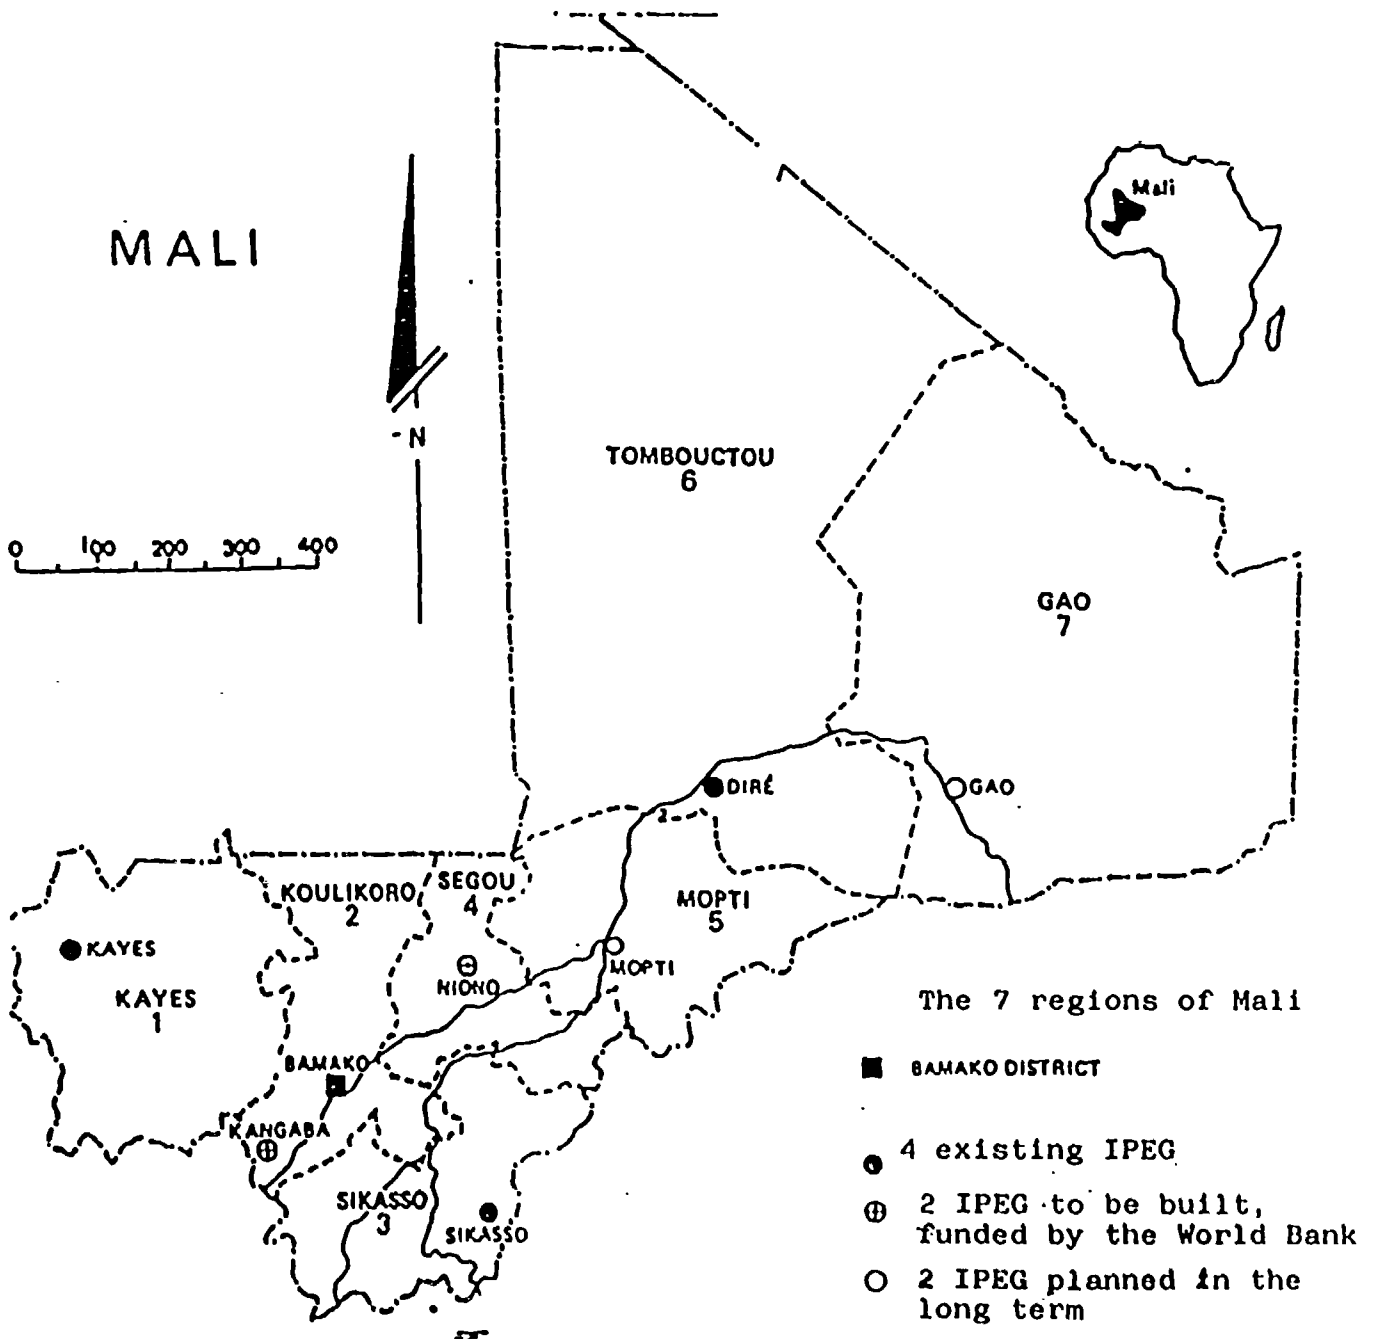 Mali
MALI
N
TOMBOUCTOU
6
0 100 200 300 400
GAO
7
DIRÉ
GAO
KOULIKORO
2
SEGOU
4
MOPTI
5
KAYES
KAYES
1
NIONO
MOPTI
The 7 regions of Mali
BAMAKO
BAMAKO DISTRICT
KANGABA
4 existing IPEG
SIKASSO
3
SIKASSO
2 IPEG to be built,
funded by the World Bank
2 IPEG planned in the
long term